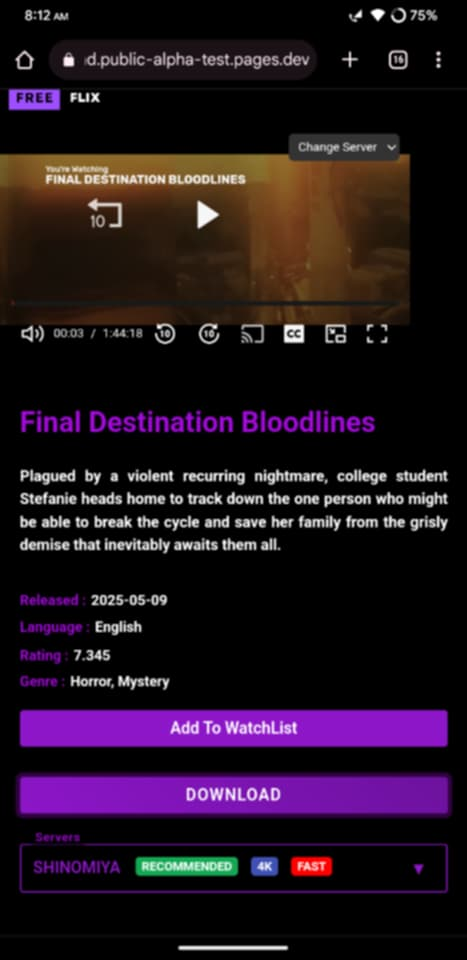 8:12 AM
75%
d.public-alpha-test.pages.dev
16
FREE FLIX
Change Server
You're Watching
FINAL DESTINATION BLOODLINES
10
00:03 / 1:44:18
10
10
CC
Final Destination Bloodlines
Plagued by a violent recurring nightmare, college student
Stefanie heads home to track down the one person who might
be able to break the cycle and save her family from the grisly
demise that inevitably awaits them all.
Released : 2025-05-09
Language : English
Rating : 7.345
Genre : Horror, Mystery
Add To WatchList
DOWNLOAD
Servers
SHINOMIYA RECOMMENDED 4K FAST